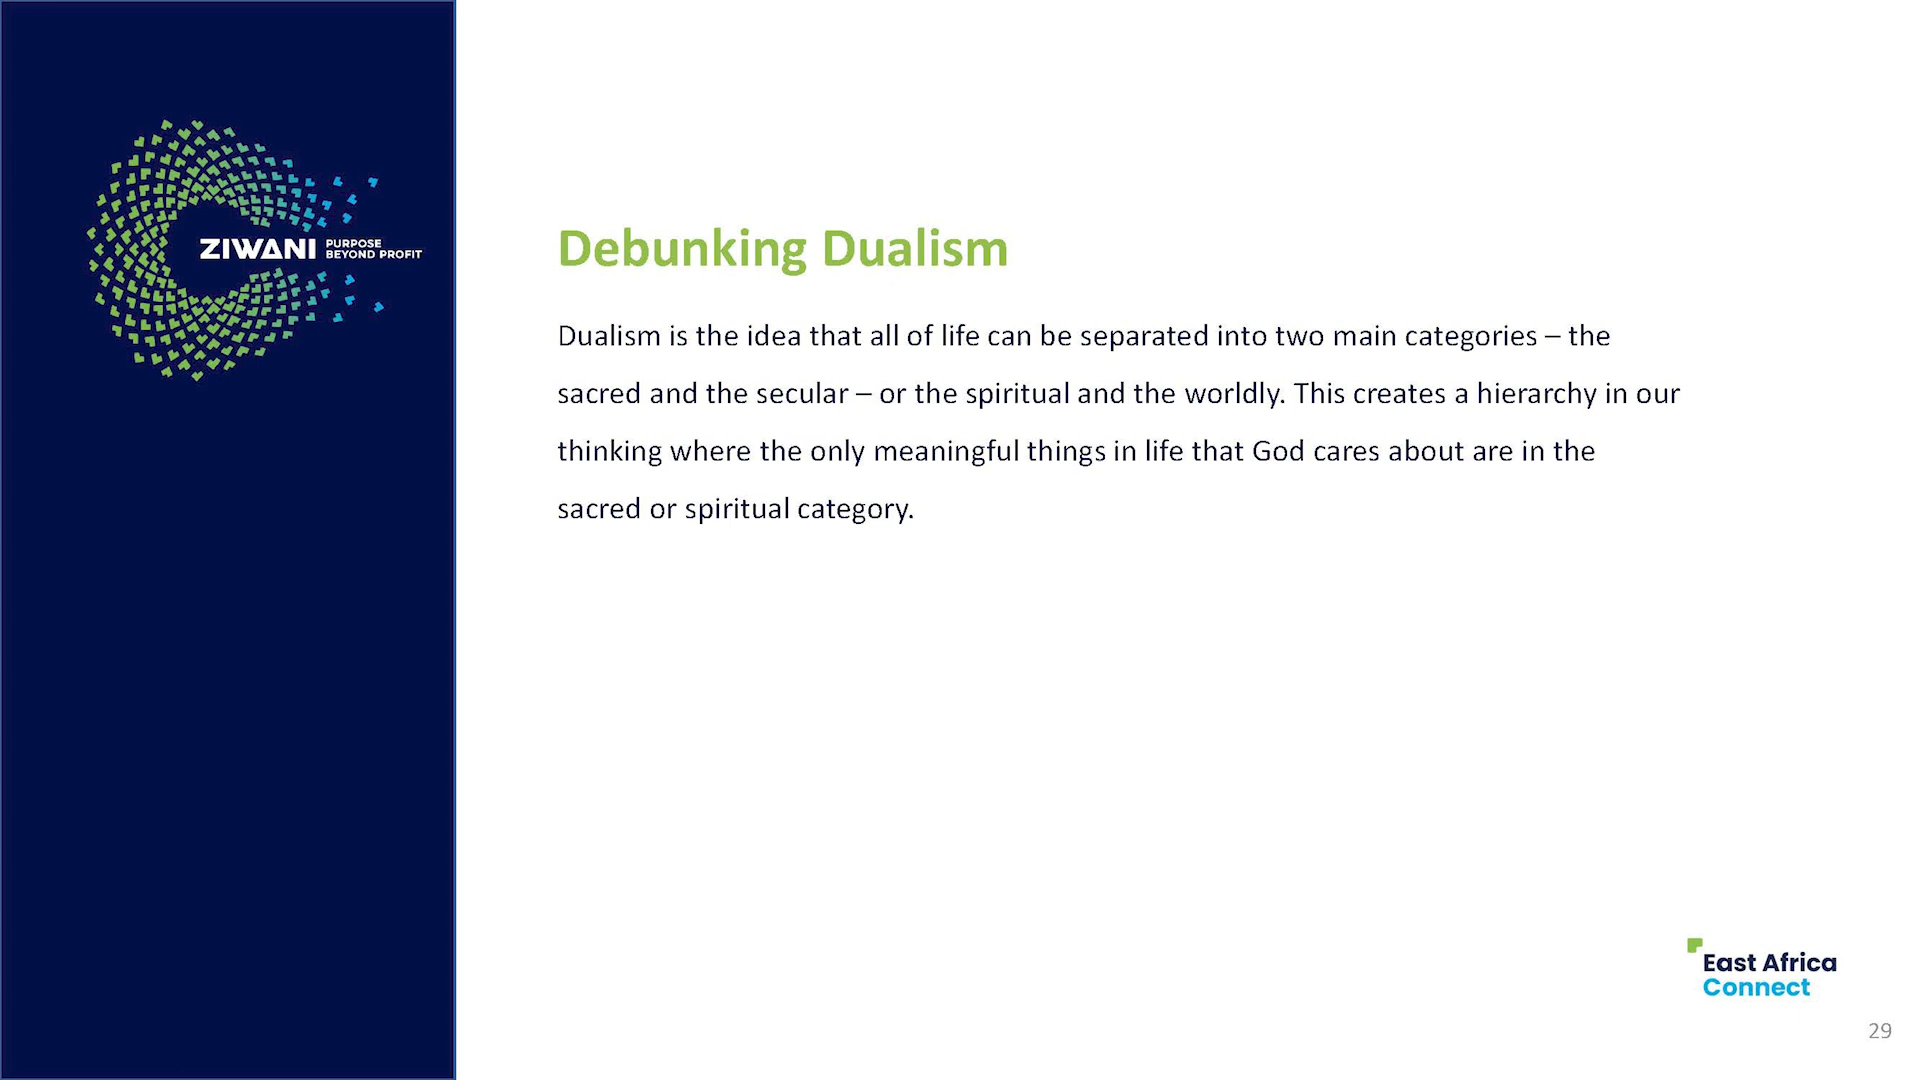 ZIWANI PURPOSE
BEYOND PROFIT
Debunking Dualism
Dualism is the idea that all of life can be separated into two main categories – the
sacred and the secular – or the spiritual and the worldly. This creates a hierarchy in our
thinking where the only meaningful things in life that God cares about are in the
sacred or spiritual category.
East Africa
Connect
29